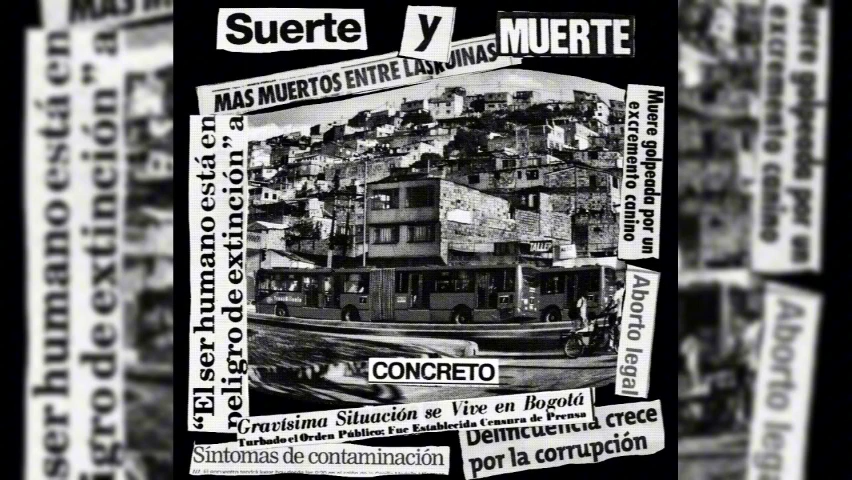 Suerte y MUERTE
MAS MUERTOS ENTRE LAS RUINAS
"El ser humano está en
peligro de extinción" a
Muere golpeada por un
excremento canino
TALLER
TransMilenio
Aborto legal
CONCRETO
Gravísima Situación se Vive en Bogotá
Turbado el Orden Público; Fue Establecida Censura de Prensa
Síntomas de contaminación
Delincuencia crece
por la corrupción